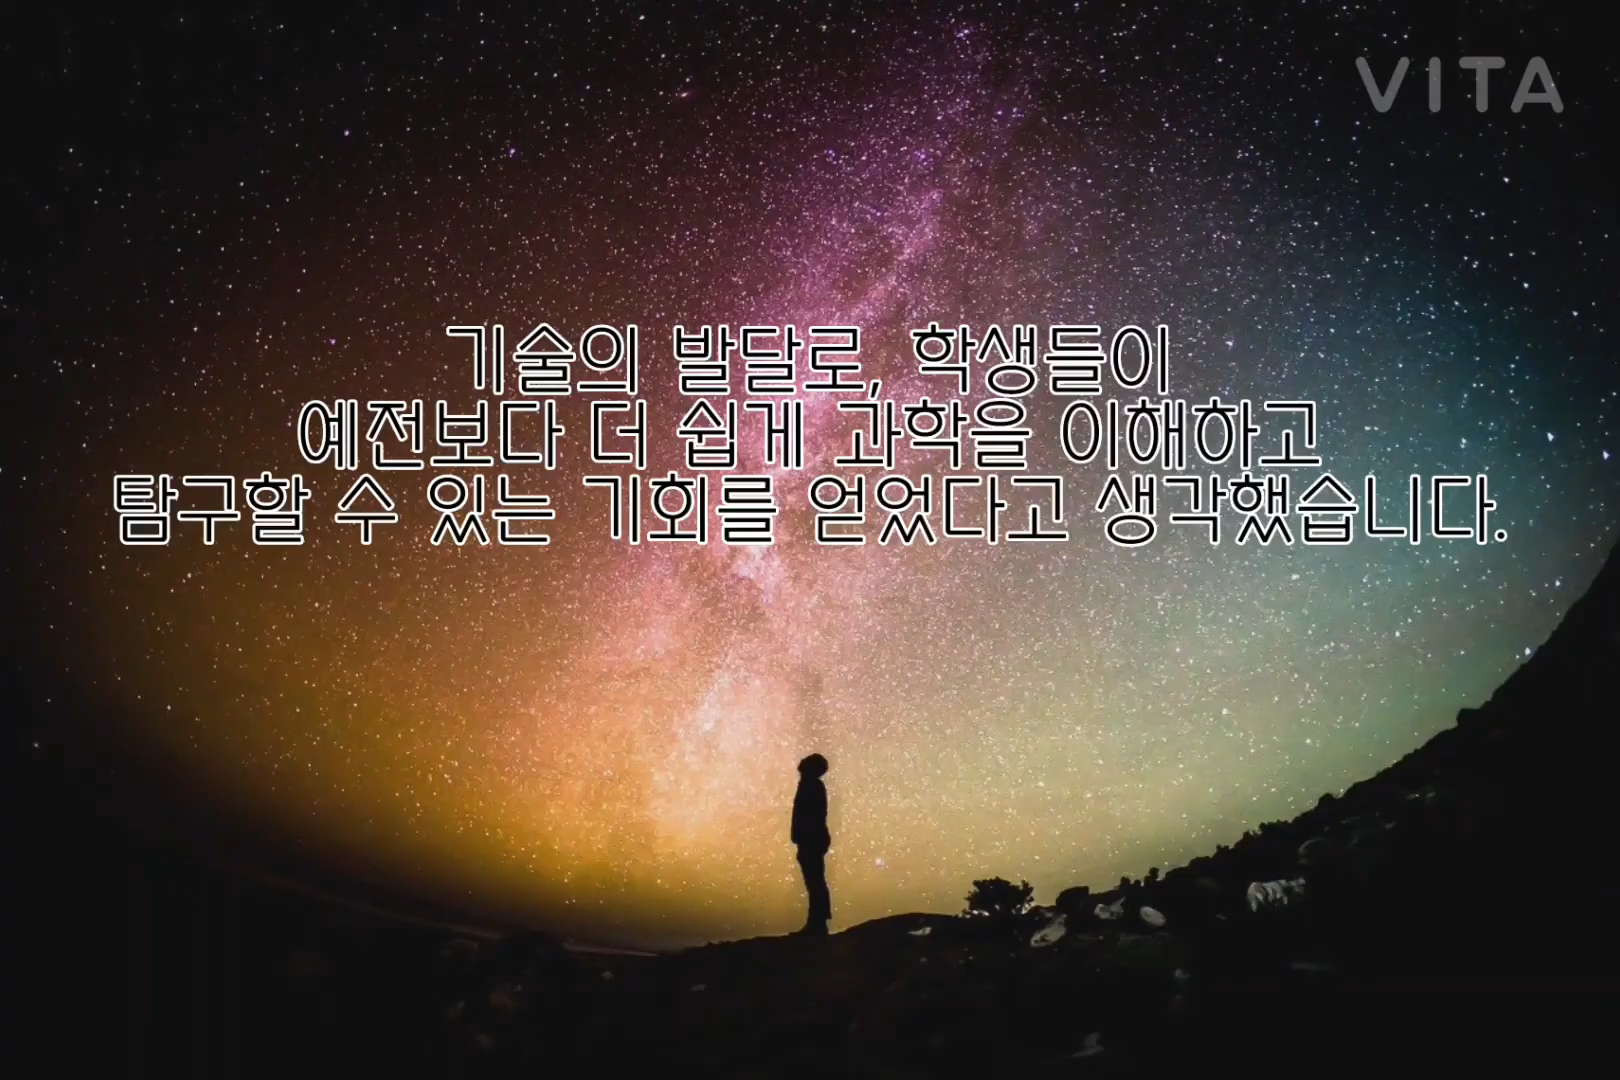 VITA
기술의 발달로, 학생들이
예전보다 더 쉽게 과학을 이해하고
탐구할 수 있는 기회를 얻었다고 생각했습니다.